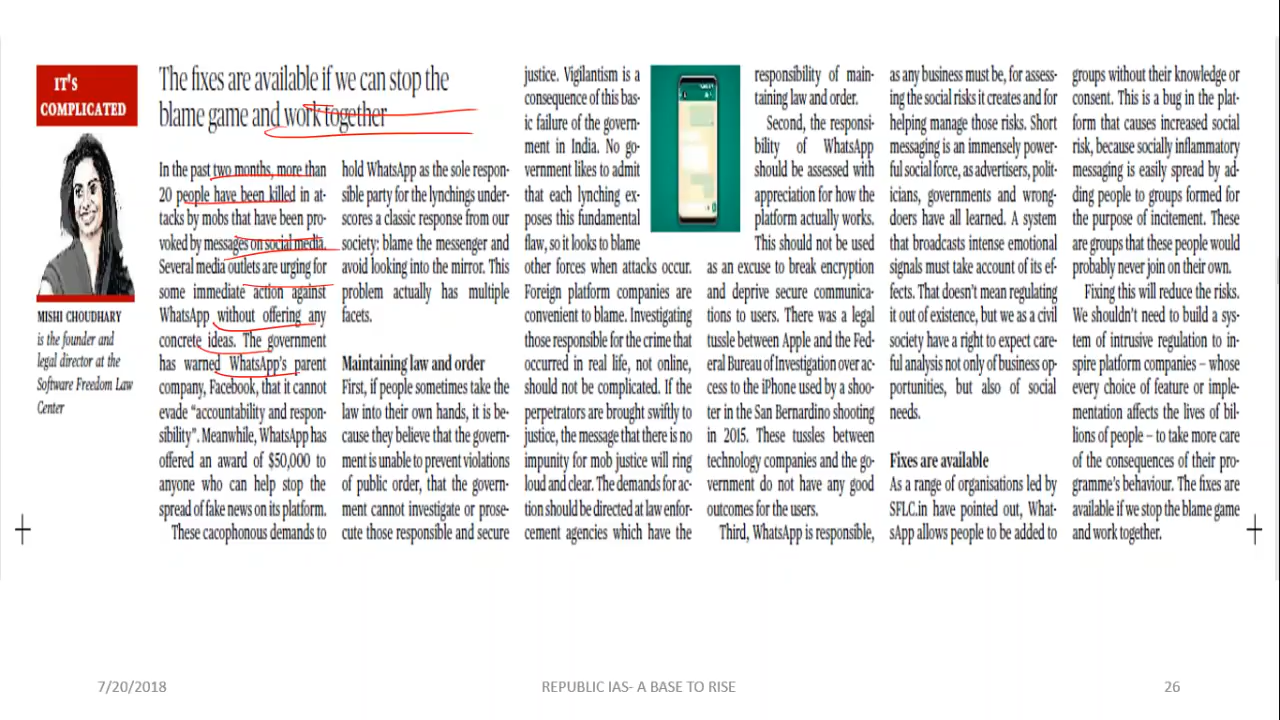 IT'S
COMPLICATED
MISHI CHOUDHARY
is the founder and
legal director at the
Software Freedom Law
Center
The fixes are available if we can stop the
blame game and work together
In the past two months, more than
20 people have been killed in at-
tacks by mobs that have been pro-
voked by messages on social media.
Several media outlets are urging for
some immediate action against
WhatsApp without offering any
concrete ideas. The government
has warned WhatsApp's parent
company, Facebook, that it cannot
evade “accountability and respon-
sibility”. Meanwhile, WhatsApp has
offered an award of $50,000 to
anyone who can help stop the
spread of fake news on its platform.
These cacophonous demands to
hold WhatsApp as the sole respon-
sible party for the lynchings under-
scores a classic response from our
society: blame the messenger and
avoid looking into the mirror. This
problem actually has multiple
facets.
Maintaining law and order
First, if people sometimes take the
law into their own hands, it is be-
cause they believe that the govern-
ment is unable to prevent violations
of public order, that the govern-
ment cannot investigate or prose-
cute those responsible and secure
justice. Vigilantism is a
consequence of this bas-
ic failure of the govern-
ment in India. No go-
vernment likes to admit
that each lynching ex-
poses this fundamental
flaw, so it looks to blame
other forces when attacks occur.
Foreign platform companies are
convenient to blame. Investigating
those responsible for the crime that
occurred in real life, not online,
should not be complicated. If the
perpetrators are brought swiftly to
justice, the message that there is no
impunity for mob justice will ring
loud and clear. The demands for ac-
tion should be directed at law enfor-
cement agencies which have the
responsibility of main-
taining law and order.
Second, the responsi-
bility of WhatsApp
should be assessed with
appreciation for how the
platform actually works.
This should not be used
as an excuse to break encryption
and deprive secure communica-
tions to users. There was a legal
tussle between Apple and the Fed-
eral Bureau of Investigation over ac-
cess to the iPhone used by a shoo-
ter in the San Bernardino shooting
in 2015. These tussles between
technology companies and the go-
vernment do not have any good
outcomes for the users.
Third, WhatsApp is responsible,
as any business must be, for assess-
ing the social risks it creates and for
helping manage those risks. Short
messaging is an immensely power-
ful social force, as advertisers, polit-
icians, governments and wrong-
doers have all learned. A system
that broadcasts intense emotional
signals must take account of its ef-
fects. That doesn't mean regulating
it out of existence, but we as a civil
society have a right to expect care-
ful analysis not only of business op-
portunities, but also of social
needs.
Fixes are available
As a range of organisations led by
SFLC.in have pointed out, What-
sApp allows people to be added to
groups without their knowledge or
consent. This is a bug in the plat-
form that causes increased social
risk, because socially inflammatory
messaging is easily spread by ad-
ding people to groups formed for
the purpose of incitement. These
are groups that these people would
probably never join on their own.
Fixing this will reduce the risks.
We shouldn't need to build a sys-
tem of intrusive regulation to in-
spire platform companies – whose
every choice of feature or imple-
mentation affects the lives of bil-
lions of people – to take more care
of the consequences of their pro-
gramme's behaviour. The fixes are
available if we stop the blame game
and work together.
7/20/2018
REPUBLIC IAS- A BASE TO RISE
26